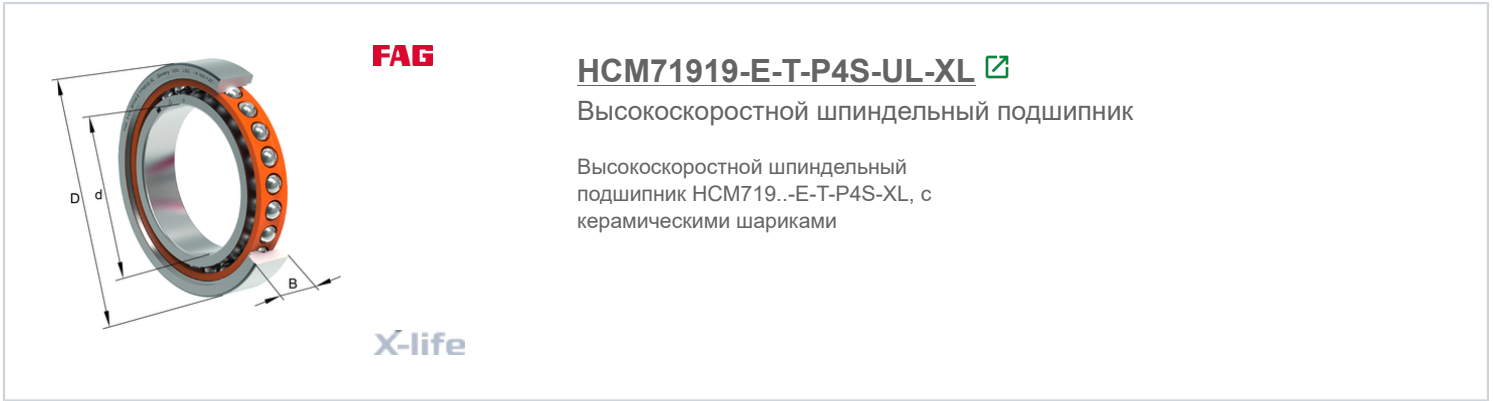 FAG
HCM71919-E-T-P4S-UL-XL
Высокоскоростной шпиндельный подшипник
Высокоскоростной шпиндельный
подшипник HCM719..-E-T-P4S-XL, с
керамическими шариками
D
d
B
X-life